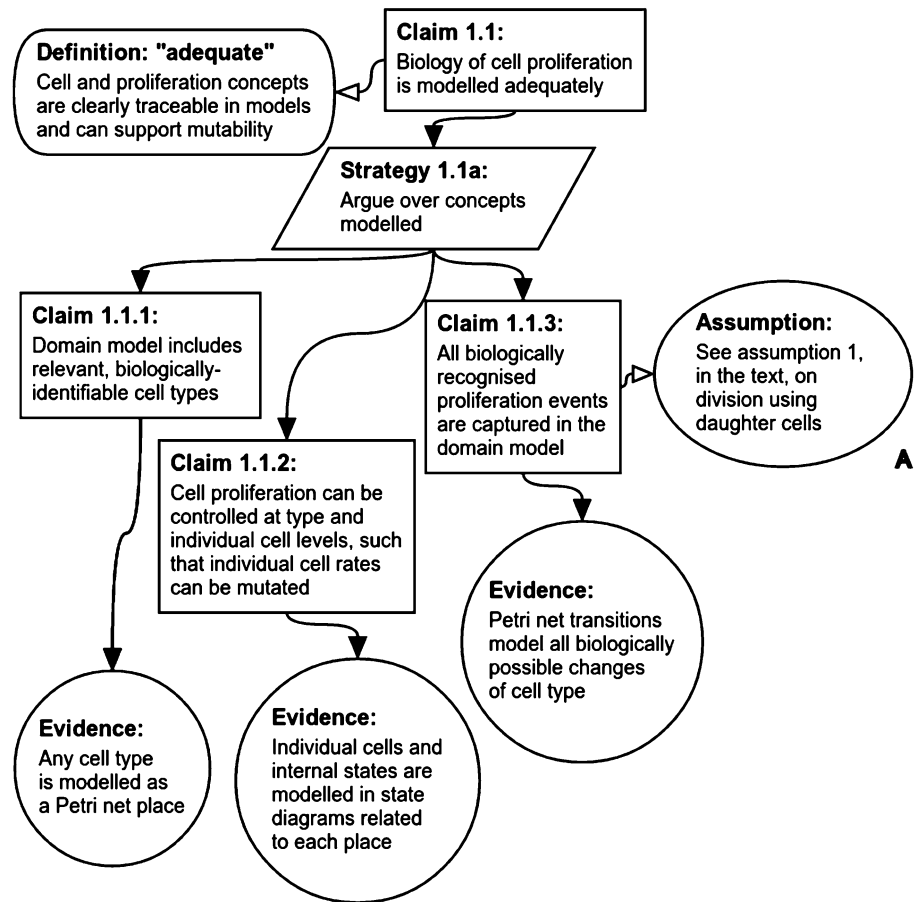 Claim 1.1:
Biology of cell proliferation
is modelled adequately
Definition: "adequate"
Cell and proliferation concepts
are clearly traceable in models
and can support mutability
Strategy 1.1a:
Argue over concepts
modelled
Claim 1.1.1:
Domain model includes
relevant, biologically-
identifiable cell types
Claim 1.1.2:
Cell proliferation can be
controlled at type and
individual cell levels, such
that individual cell rates
can be mutated
Claim 1.1.3:
All biologically
recognised
proliferation events
are captured in the
domain model
Assumption:
See assumption 1,
in the text, on
division using
daughter cells
A
Evidence:
Any cell type
is modelled as
a Petri net place
Evidence:
Individual cells and
internal states are
modelled in state
diagrams related
to each place
Evidence:
Petri net transitions
model all biologically
possible changes
of cell type